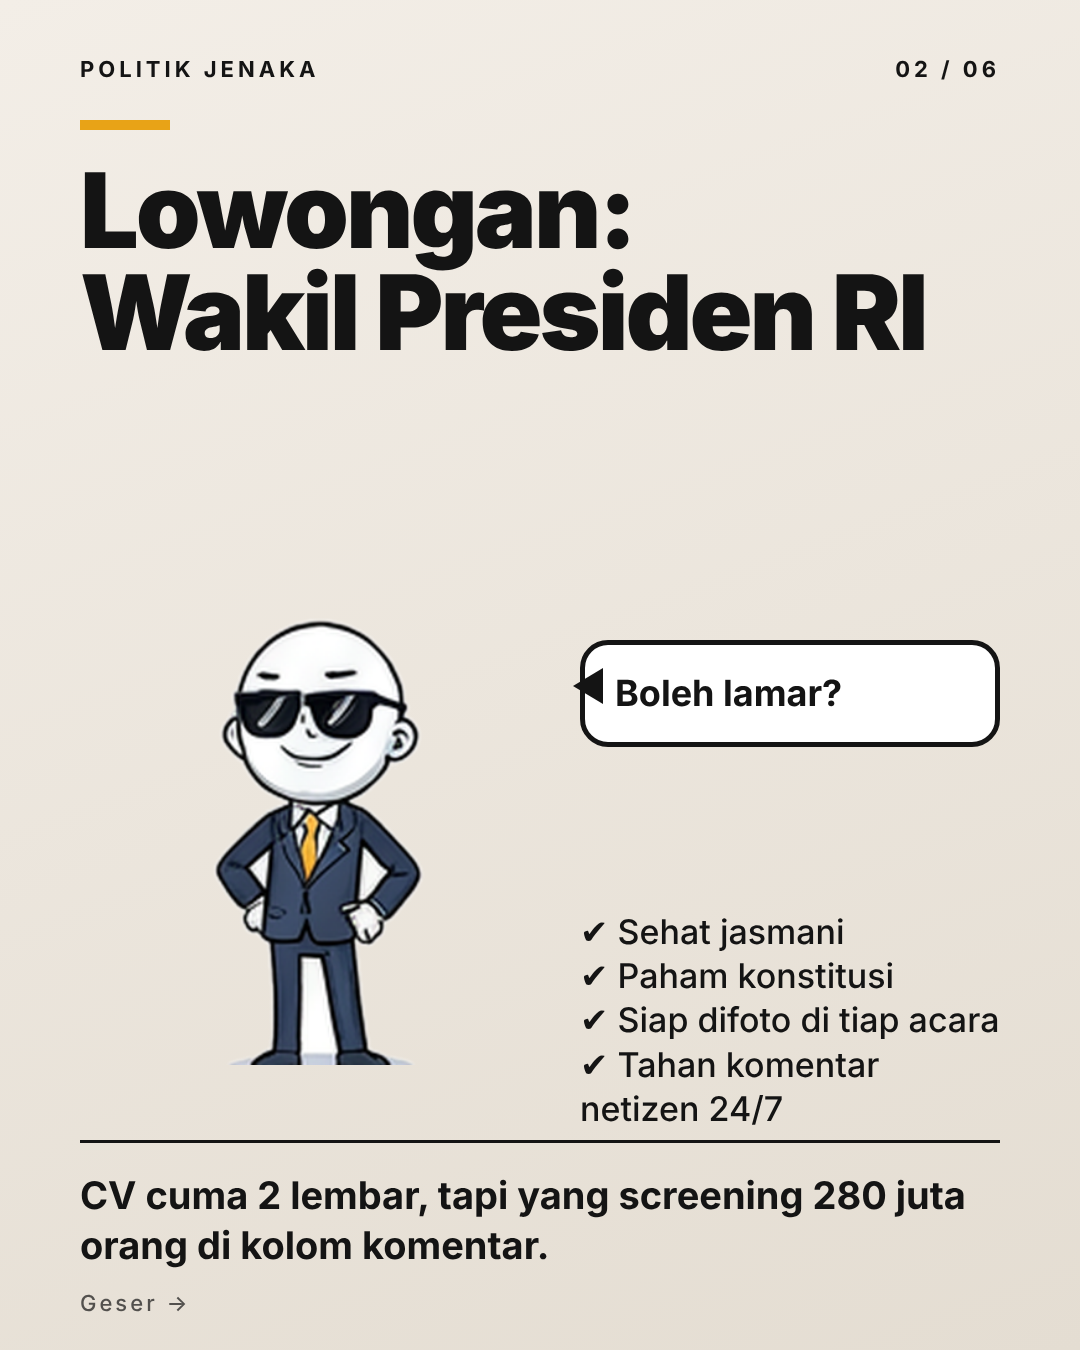 POLITIK JENAKA
02 / 06
Lowongan:
Wakil Presiden RI
Boleh lamar?
✔ Sehat jasmani
✔ Paham konstitusi
✔ Siap difoto di tiap acara
✔ Tahan komentar
netizen 24/7
CV cuma 2 lembar, tapi yang screening 280 juta
orang di kolom komentar.
Geser →